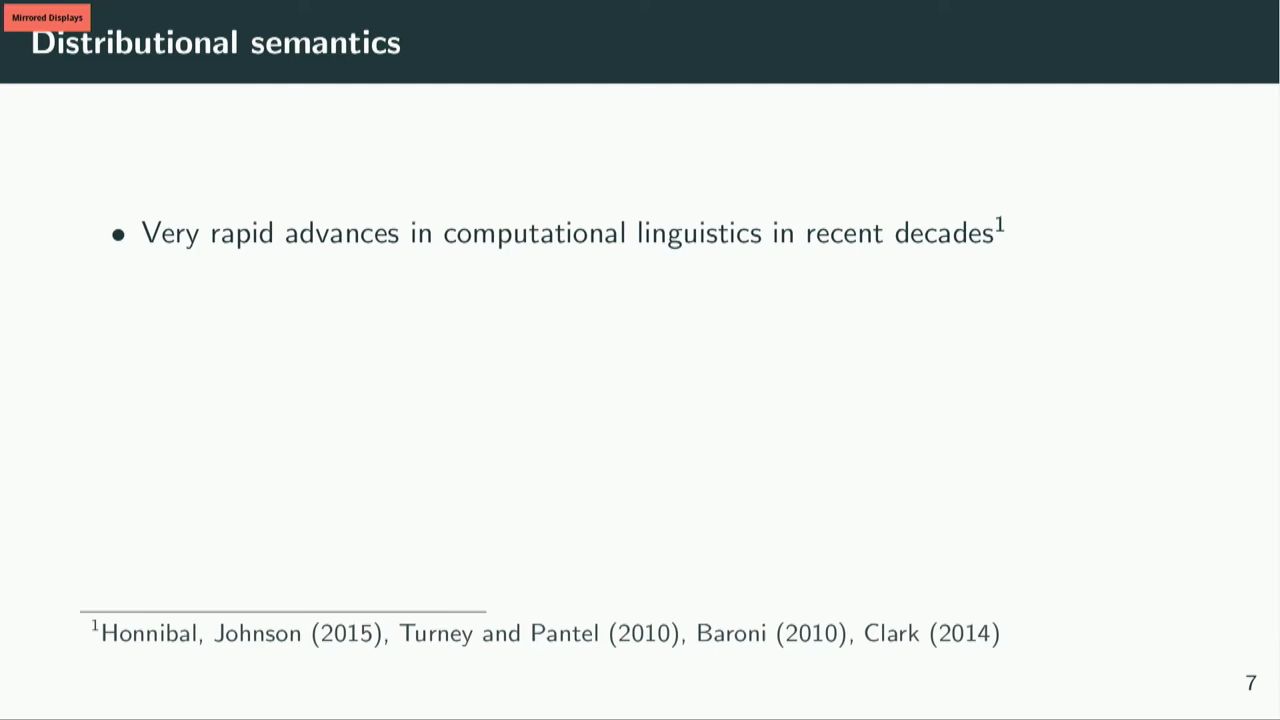 Mirrored Displays
Distributional semantics
• Very rapid advances in computational linguistics in recent decades¹
¹Honnibal, Johnson (2015), Turney and Pantel (2010), Baroni (2010), Clark (2014)
7